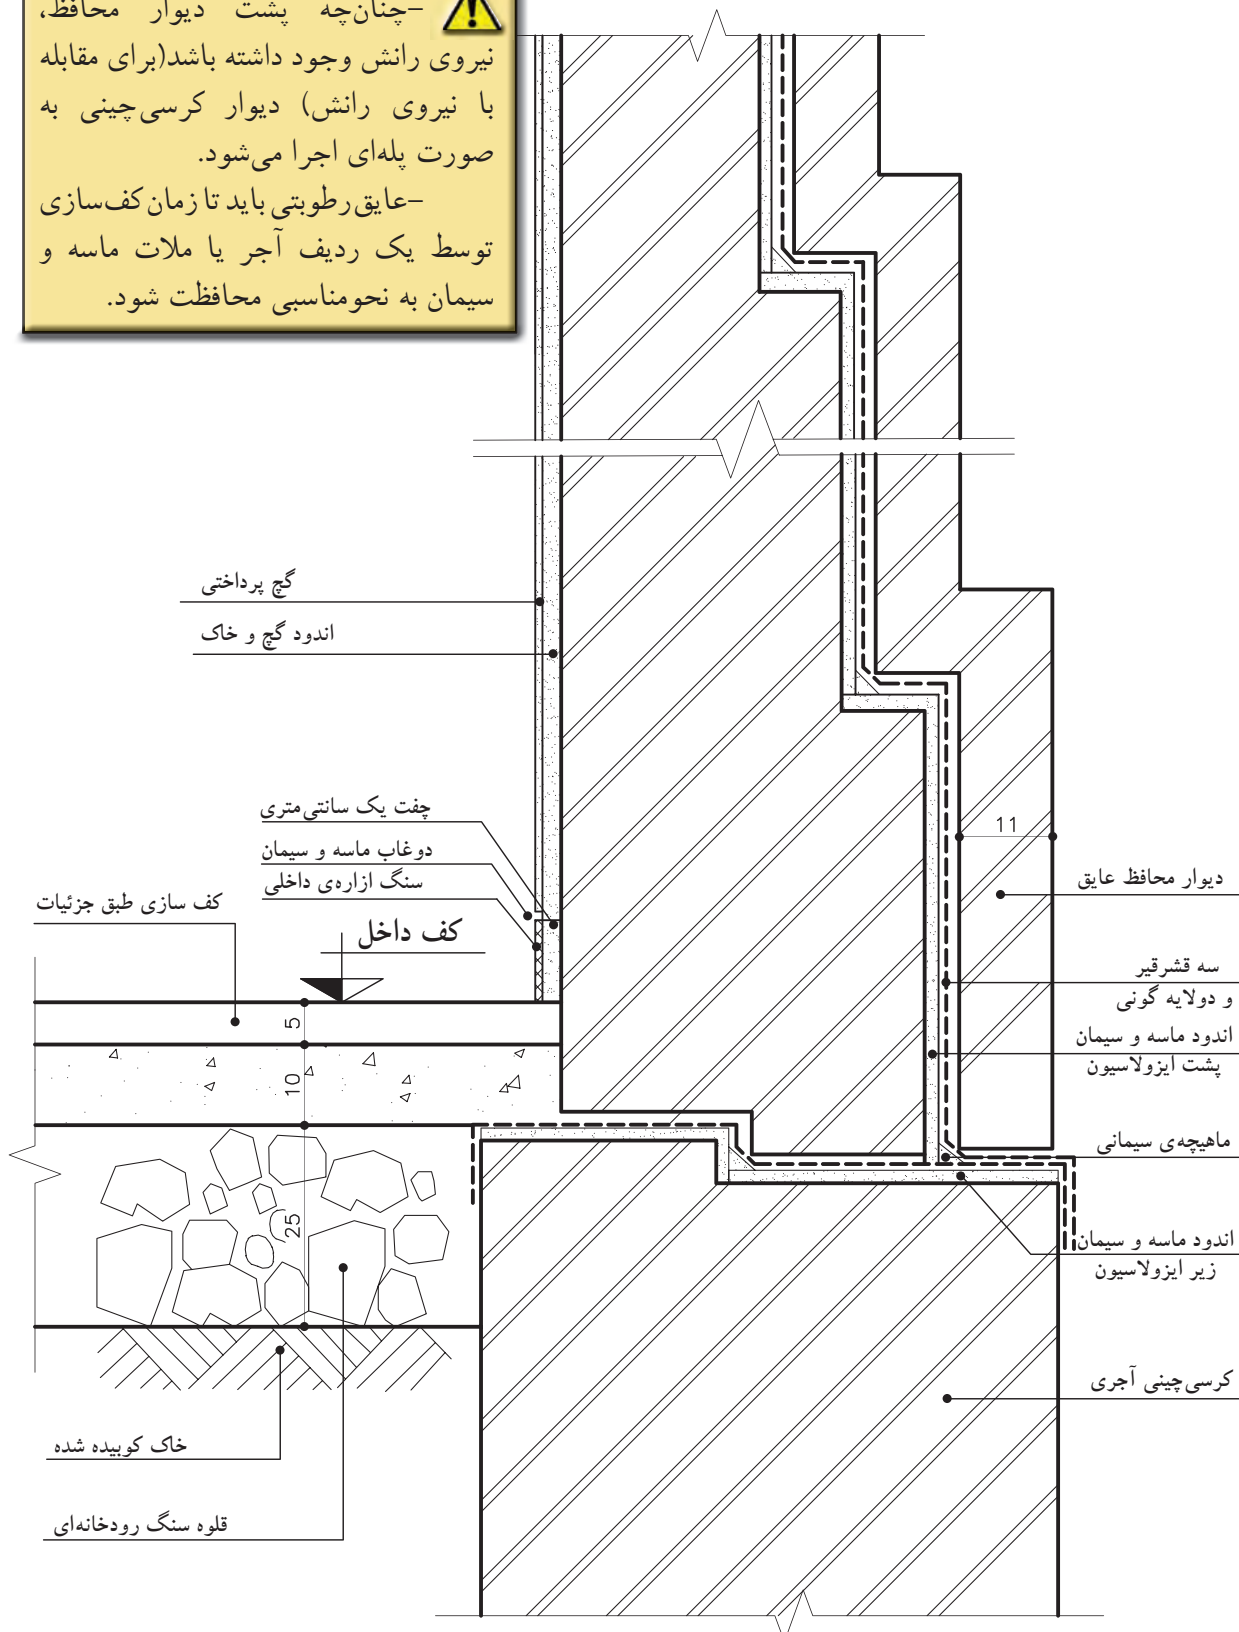 -چنان‌چه پشت دیوار محافظ،
نیروی رانش وجود داشته باشد(برای مقابله
با نیروی رانش) دیوار کرسی‌چینی به
صورت پله‌ای اجرا می‌شود.
-عایق رطوبتی باید تا زمان کف‌سازی
توسط یک ردیف آجر یا ملات ماسه و
سیمان به نحومناسبی محافظت شود.
گچ پرداختی
اندود گچ و خاک
چفت یک سانتی‌متری
دوغاب ماسه و سیمان
سنگ ازاره‌ی داخلی
کف سازی طبق جزئیات
کف داخل
5
10
25
خاک کوبیده شده
قلوه سنگ رودخانه‌ای
11
دیوار محافظ عایق
سه قشرقیر
و دولایه گونی
اندود ماسه و سیمان
پشت ایزولاسیون
ماهیچه‌ی سیمانی
اندود ماسه و سیمان
زیر ایزولاسیون
کرسی‌چینی آجری